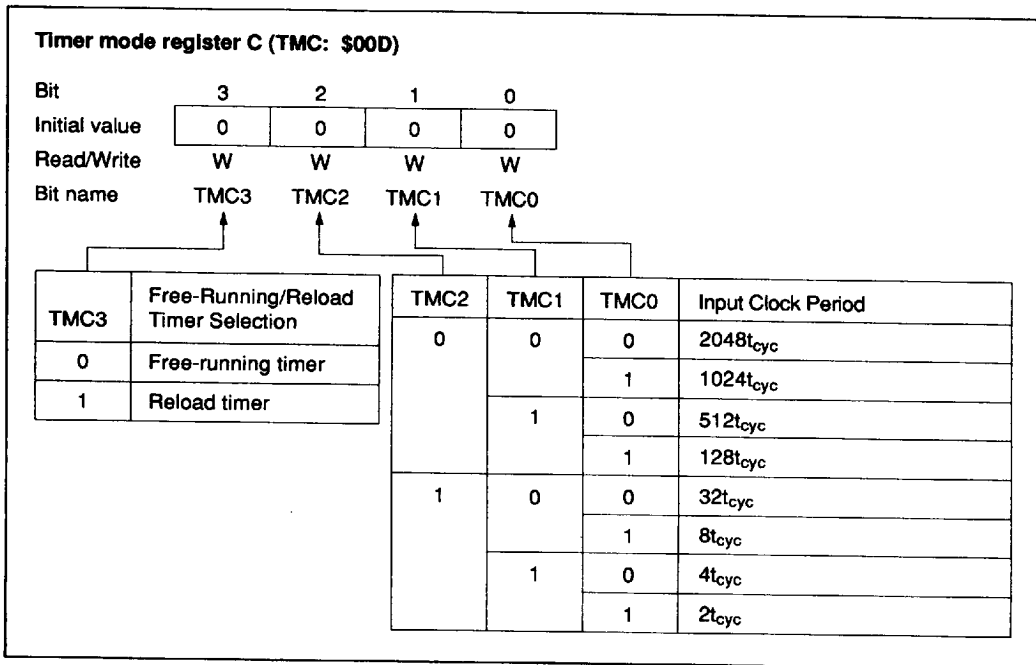 Timer mode register C (TMC: $00D)
Bit 3 2 1 0
Initial value 0 0 0 0
Read/Write W W W W
Bit name TMC3 TMC2 TMC1 TMC0
TMC3 Free-Running/Reload Timer Selection
0 Free-running timer
1 Reload timer
TMC2 TMC1 TMC0 Input Clock Period
0 0 0 2048tcyc
1 1024tcyc
1 0 512tcyc
1 128tcyc
1 0 0 32tcyc
1 8tcyc
1 0 4tcyc
1 2tcyc